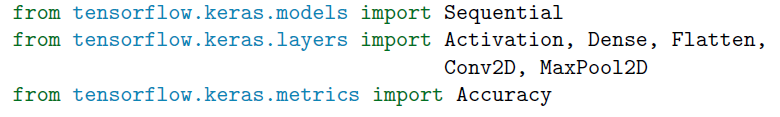 from tensorflow.keras.models import Sequential
from tensorflow.keras.layers import Activation, Dense, Flatten,
Conv2D, MaxPool2D
from tensorflow.keras.metrics import Accuracy